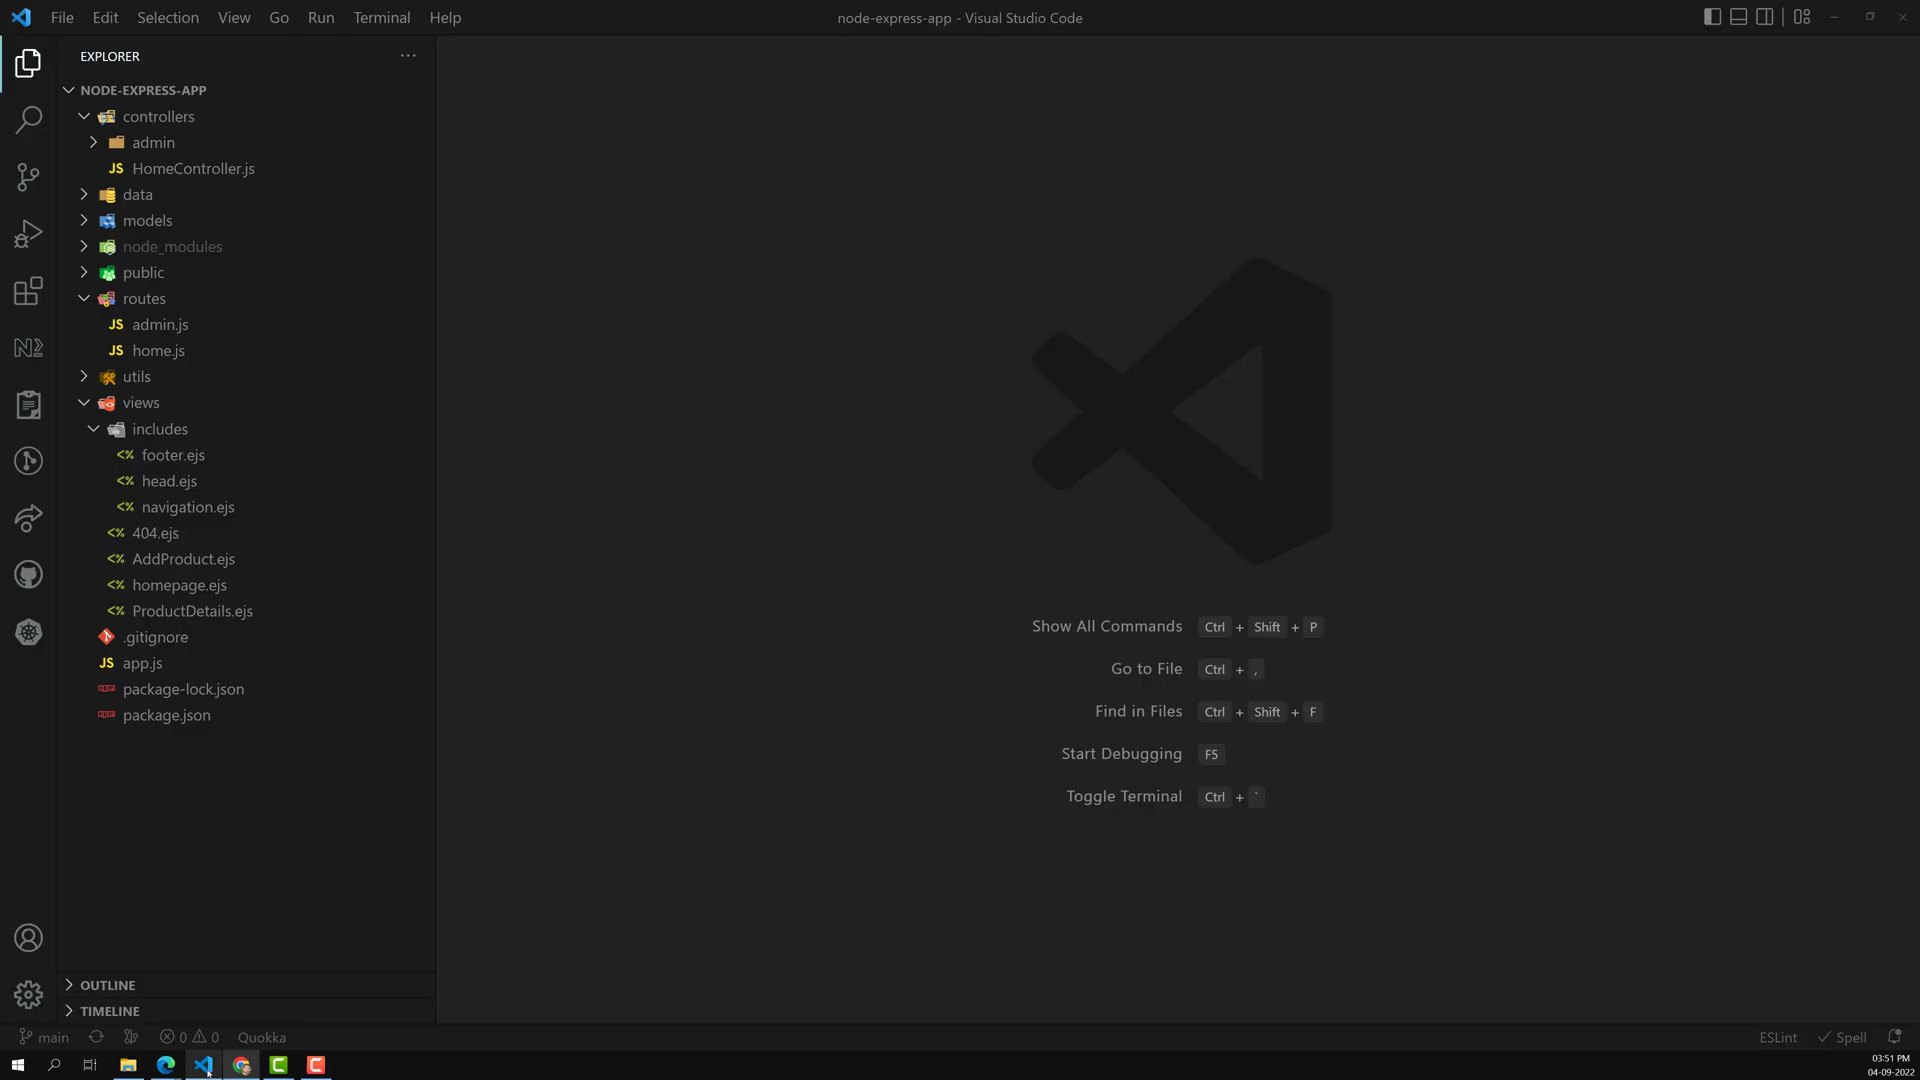 File Edit Selection View Go Run Terminal Help
node-express-app - Visual Studio Code
EXPLORER
NODE-EXPRESS-APP
controllers
admin
JS HomeController.js
data
models
node_modules
public
routes
JS admin.js
JS home.js
utils
views
includes
<% footer.ejs
<% head.ejs
<% navigation.ejs
<% 404.ejs
<% AddProduct.ejs
<% homepage.ejs
<% ProductDetails.ejs
.gitignore
JS app.js
package-lock.json
package.json
Show All Commands Ctrl + Shift + P
Go to File Ctrl + ,
Find in Files Ctrl + Shift + F
Start Debugging F5
Toggle Terminal Ctrl + `
OUTLINE
TIMELINE
main 0 0 Quokka ESLint Spell
03:51 PM
04-09-2022